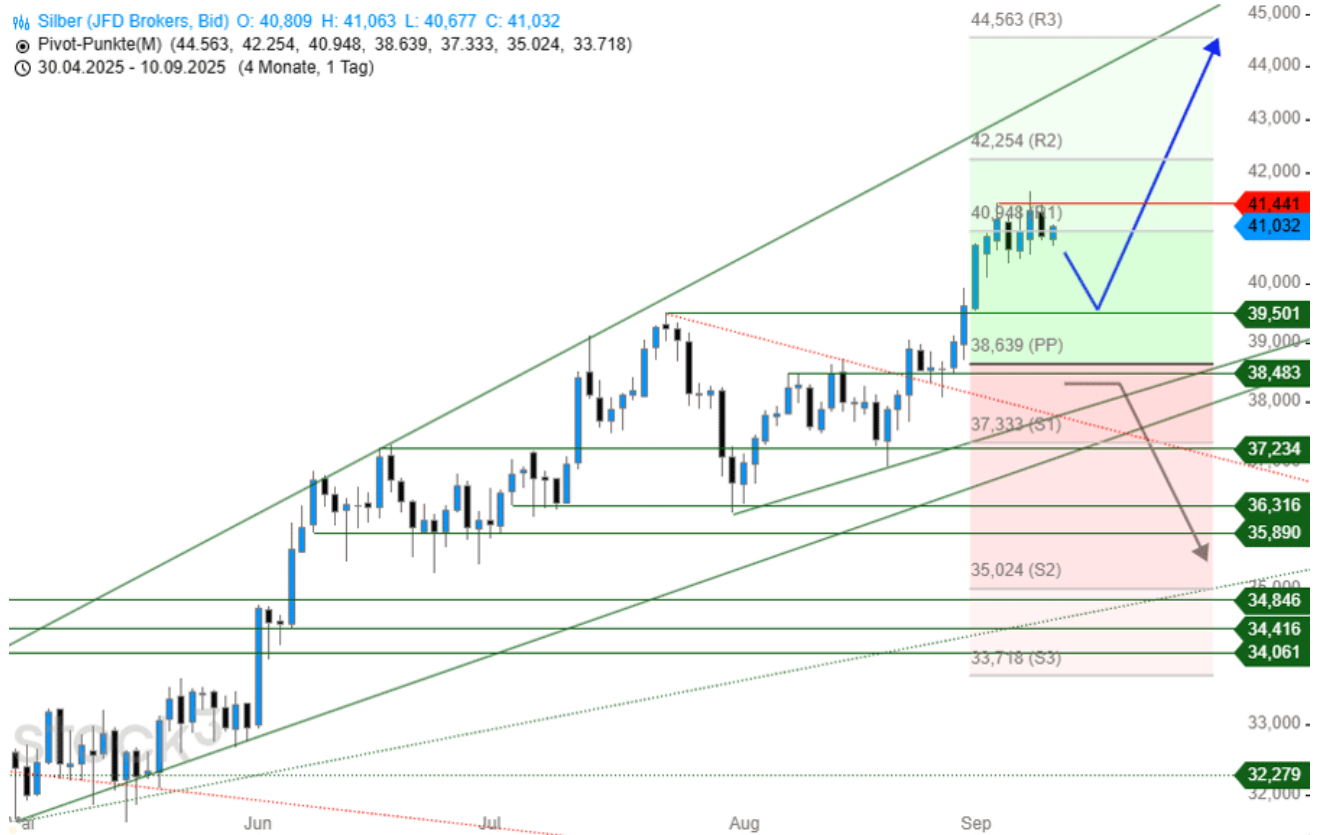 Silber (JFD Brokers, Bid) O: 40,809 H: 41,063 L: 40,677 C: 41,032
Pivot-Punkte(M) (44.563, 42.254, 40.948, 38.639, 37.333, 35.024, 33.718)
30.04.2025 - 10.09.2025 (4 Monate, 1 Tag)
44,563 (R3)
45,000
44,000
43,000
42,254 (R2)
42,000
41,441
40,948 (R1)
41,032
40,000
39,501
39,000
38,639 (PP)
38,483
38,000
37,333 (S1)
37,234
36,316
35,890
35,024 (S2)
35,000
34,846
34,416
34,061
33,718 (S3)
33,000
STOCK3
32,279
32,000
Jun
Jul
Aug
Sep